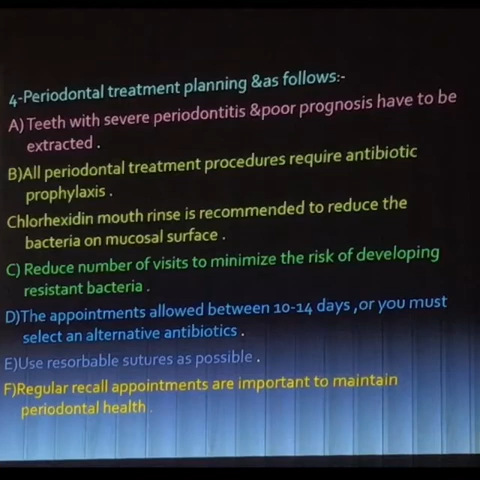 4-Periodontal treatment planning &as follows:-
A) Teeth with severe periodontitis &poor prognosis have to be
extracted .
B)All periodontal treatment procedures require antibiotic
prophylaxis .
Chlorhexidin mouth rinse is recommended to reduce the
bacteria on mucosal surface .
C) Reduce number of visits to minimize the risk of developing
resistant bacteria .
D)The appointments allowed between 10-14 days ,or you must
select an alternative antibiotics .
E)Use resorbable sutures as possible .
F)Regular recall appointments are important to maintain
periodontal health .